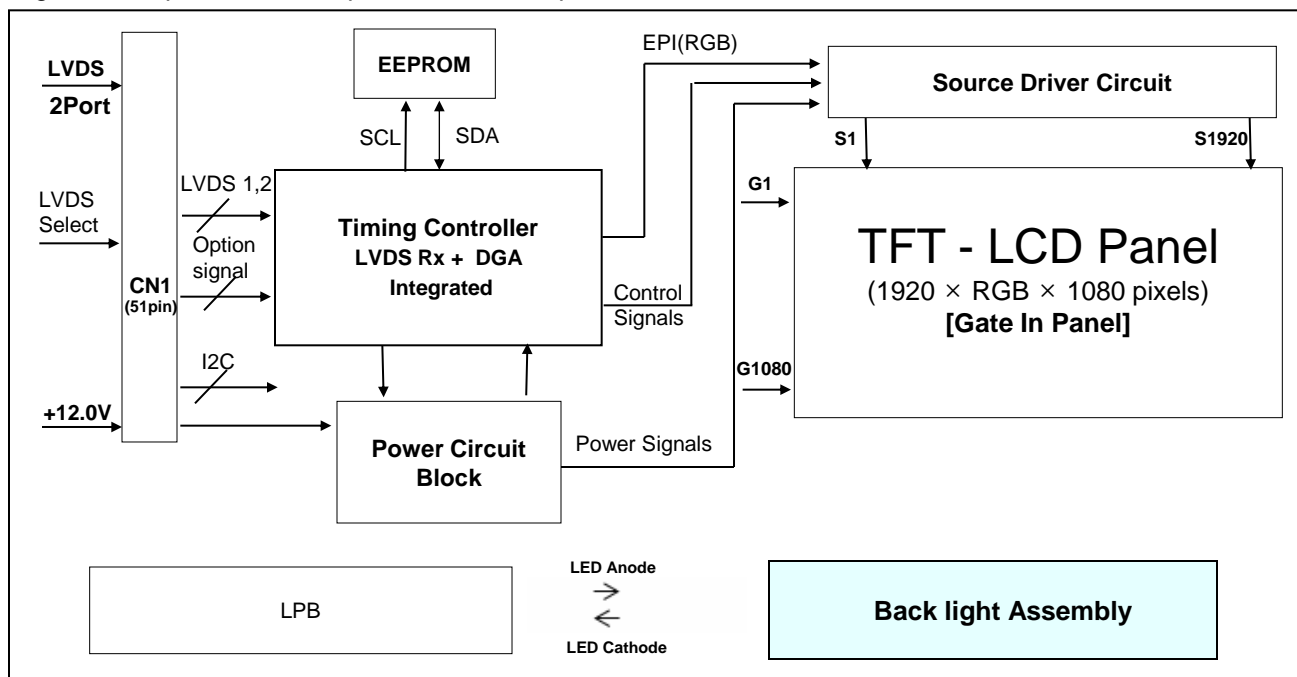 EEPROM
EPI(RGB)
LVDS
2Port
Source Driver Circuit
SCL
SDA
S1
S1920
LVDS
Select
LVDS 1,2
Option
signal
CN1
(51pin)
Timing Controller
LVDS Rx + DGA
Integrated
Control
Signals
G1
TFT - LCD Panel
(1920 × RGB × 1080 pixels)
[Gate In Panel]
G1080
I2C
+12.0V
Power Circuit
Block
Power Signals
LPB
LED Anode
LED Cathode
Back light Assembly